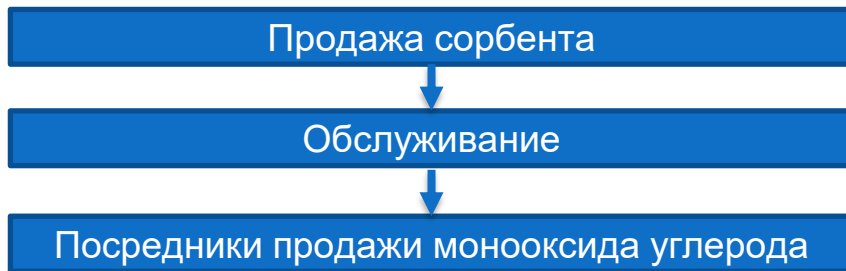 Продажа сорбента
Обслуживание
Посредники продажи монооксида углерода